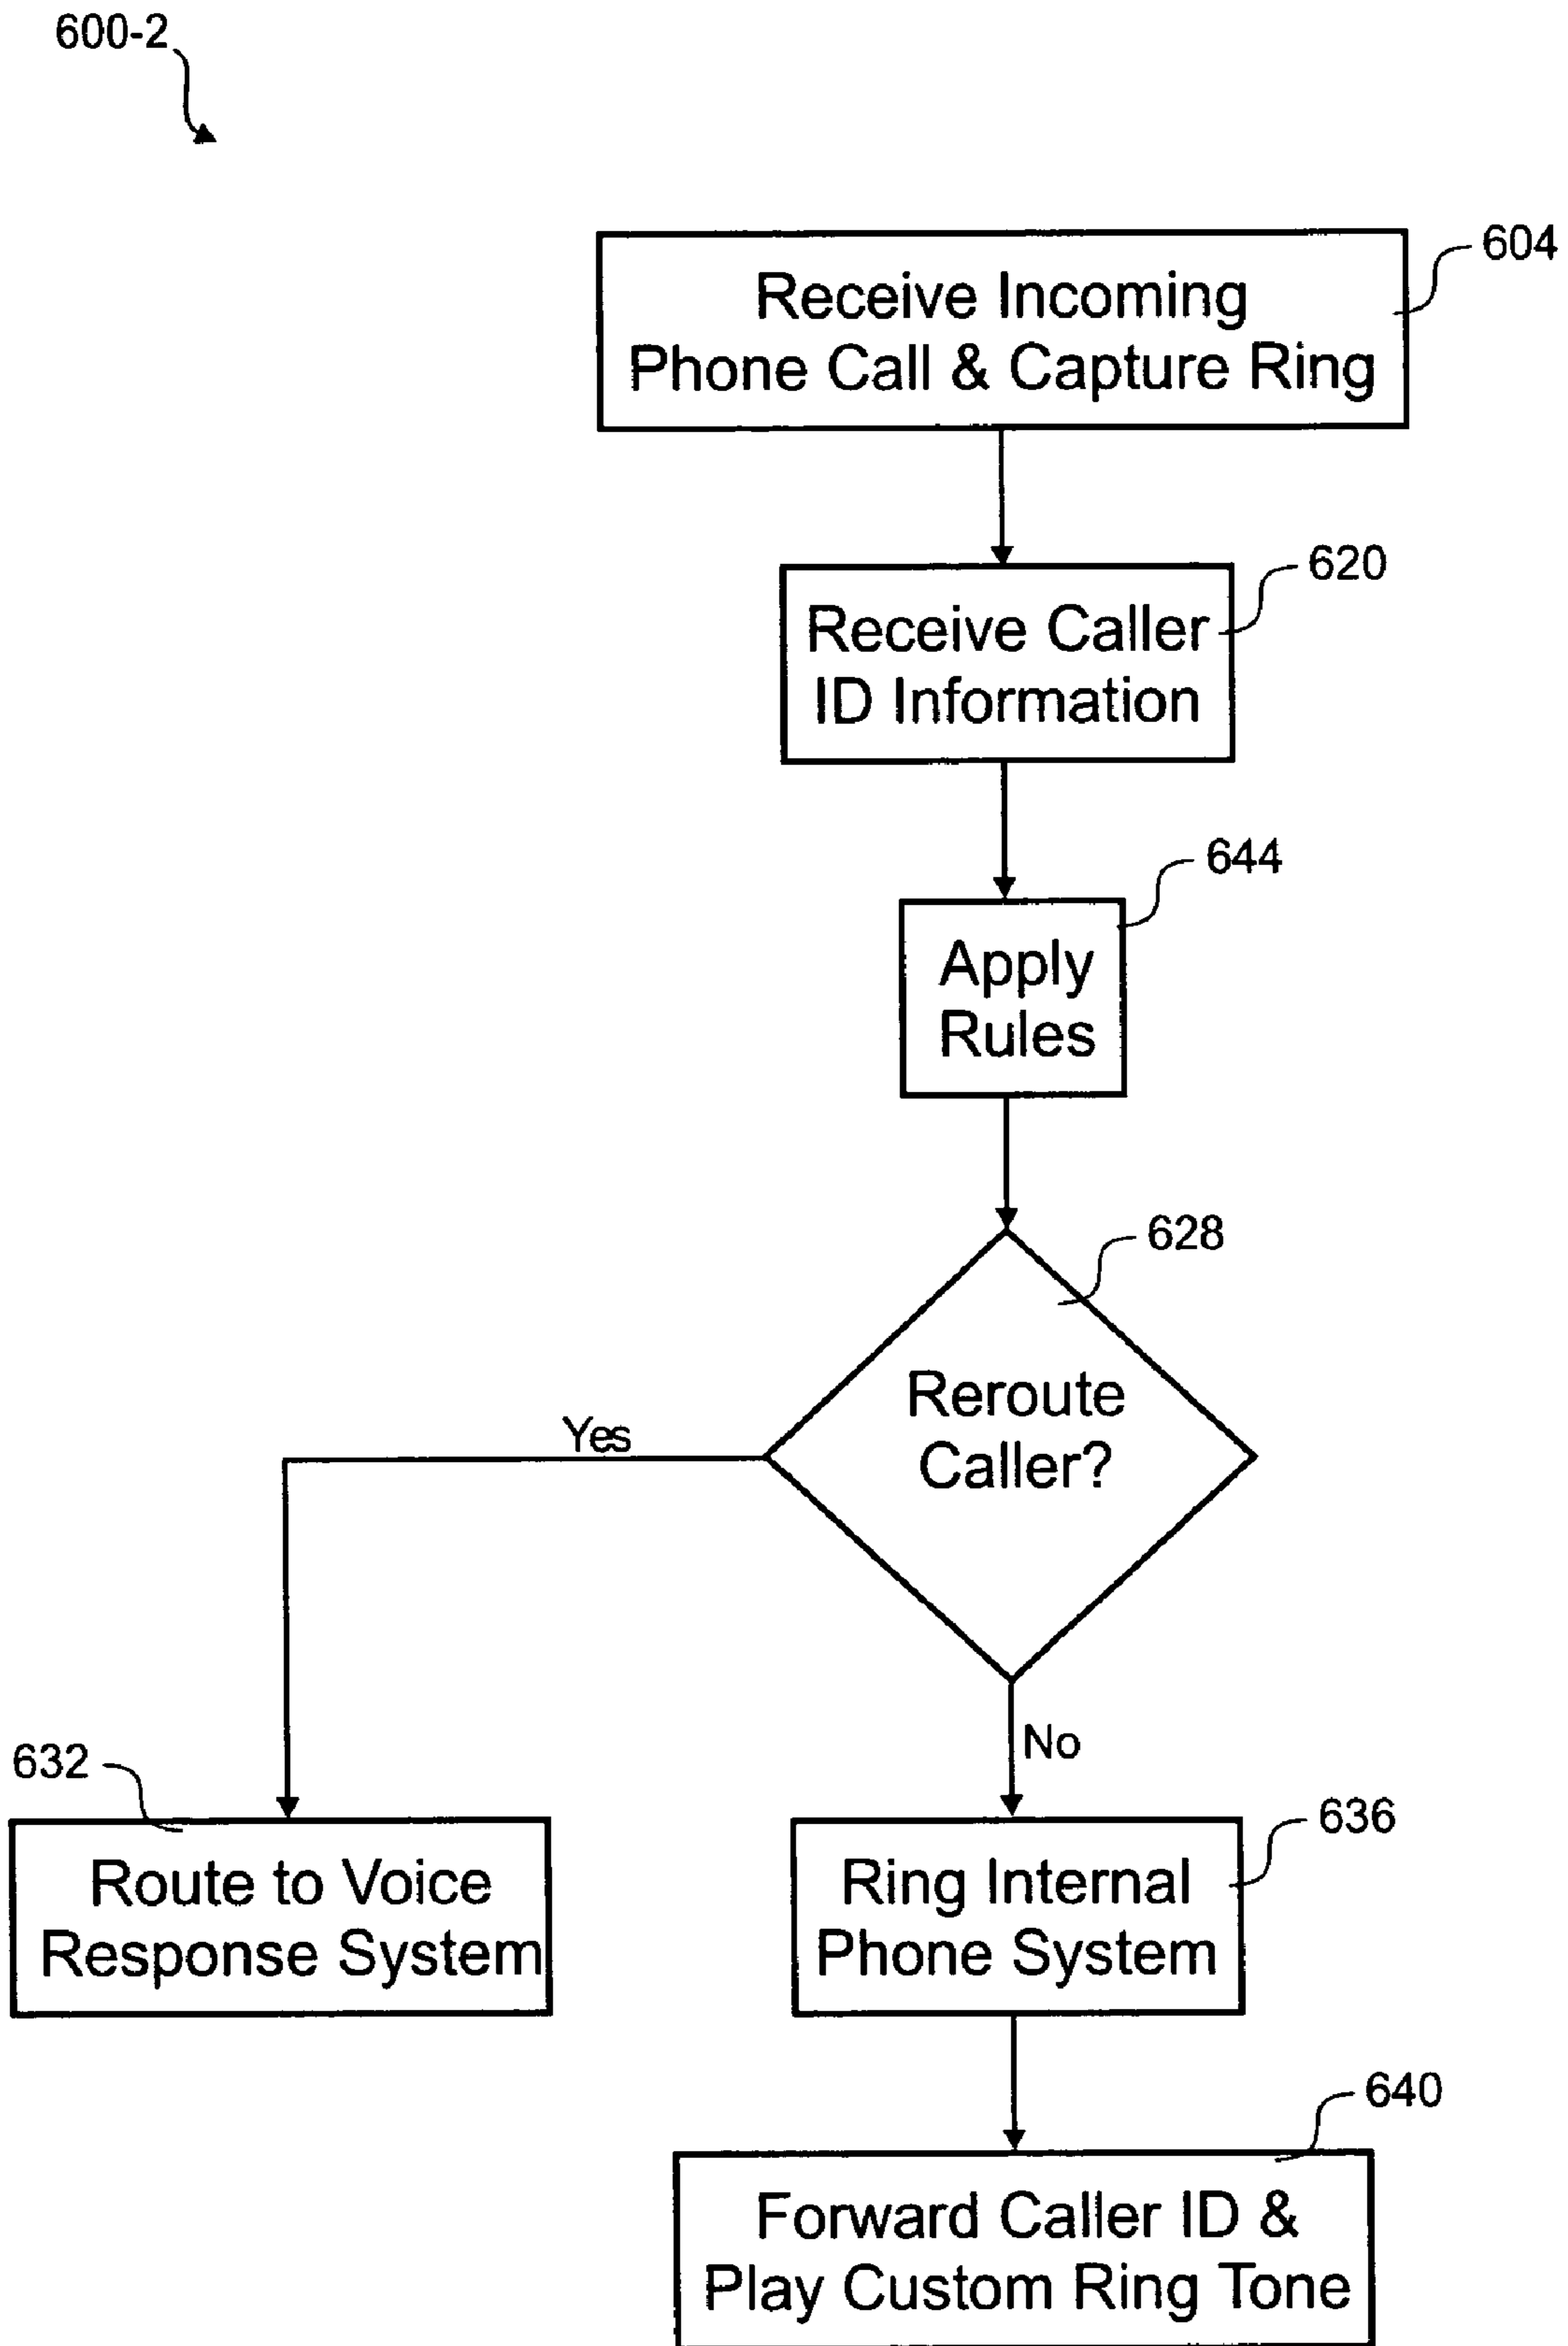 600-2
604
Receive Incoming
Phone Call & Capture Ring
620
Receive Caller
ID Information
644
Apply
Rules
628
Reroute
Caller?
Yes
No
632
Route to Voice
Response System
636
Ring Internal
Phone System
640
Forward Caller ID &
Play Custom Ring Tone